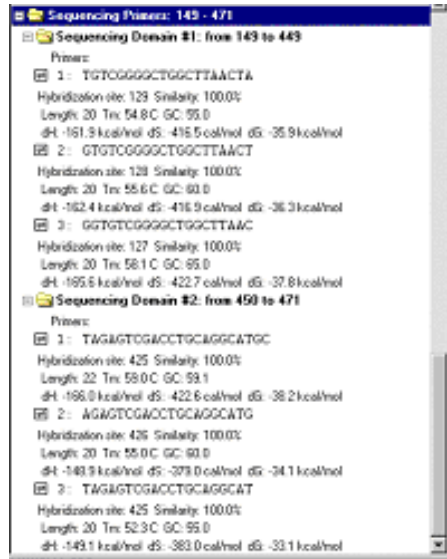 Sequencing Primers: 149 - 471
Sequencing Domain #1: from 149 to 449
Primers:
1: TGTCGGGGCTGGCTTAACTA
Hybridization site: 129 Similarity: 100.0%
Length: 20 Tm: 54.8 C GC: 55.0
dH: -161.9 kcal/mol dS: -416.5 cal/mol dG: -35.9 kcal/mol
2: GTGTCGGGGCTGGCTTAACT
Hybridization site: 128 Similarity: 100.0%
Length: 20 Tm: 55.6 C GC: 60.0
dH: -162.4 kcal/mol dS: -416.9 cal/mol dG: -36.3 kcal/mol
3: GGTGTCGGGGCTGGCTTAAC
Hybridization site: 127 Similarity: 100.0%
Length: 20 Tm: 56.1 C GC: 65.0
dH: -165.6 kcal/mol dS: -422.7 cal/mol dG: -37.8 kcal/mol
Sequencing Domain #2: from 450 to 471
Primers:
1: TAGAGTCGACCTGCAGGCATGC
Hybridization site: 425 Similarity: 100.0%
Length: 22 Tm: 59.0 C GC: 59.1
dH: -166.0 kcal/mol dS: -422.6 cal/mol dG: -38.2 kcal/mol
2: AGAGTCGACCTGCAGGCATG
Hybridization site: 426 Similarity: 100.0%
Length: 20 Tm: 55.0 C GC: 60.0
dH: -148.9 kcal/mol dS: -379.0 cal/mol dG: -34.1 kcal/mol
3: TAGAGTCGACCTGCAGGCAT
Hybridization site: 425 Similarity: 100.0%
Length: 20 Tm: 52.3 C GC: 55.0
dH: -149.1 kcal/mol dS: -383.0 cal/mol dG: -33.1 kcal/mol